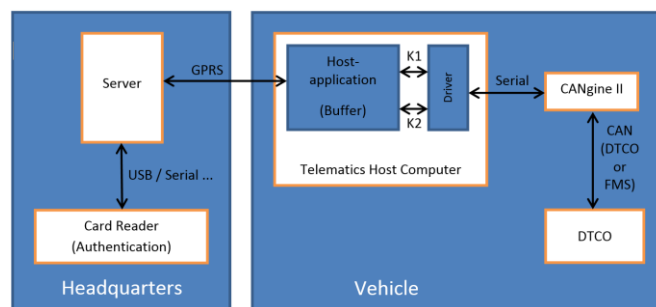 Server
GPRS
USB / Serial ...
Card Reader
(Authentication)
Headquarters
Host-
application
(Buffer)
K1
K2
Driver
Telematics Host Computer
Serial
CANgine II
CAN
(DTCO
or
FMS)
DTCO
Vehicle